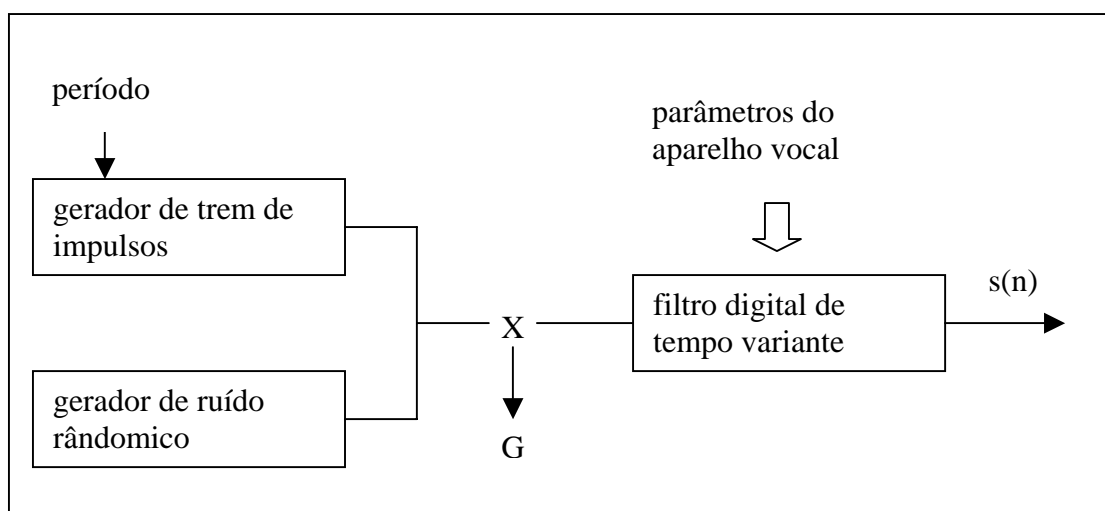 período
gerador de trem de
impulsos
gerador de ruído
rândomico
X
G
parâmetros do
aparelho vocal
filtro digital de
tempo variante
s(n)